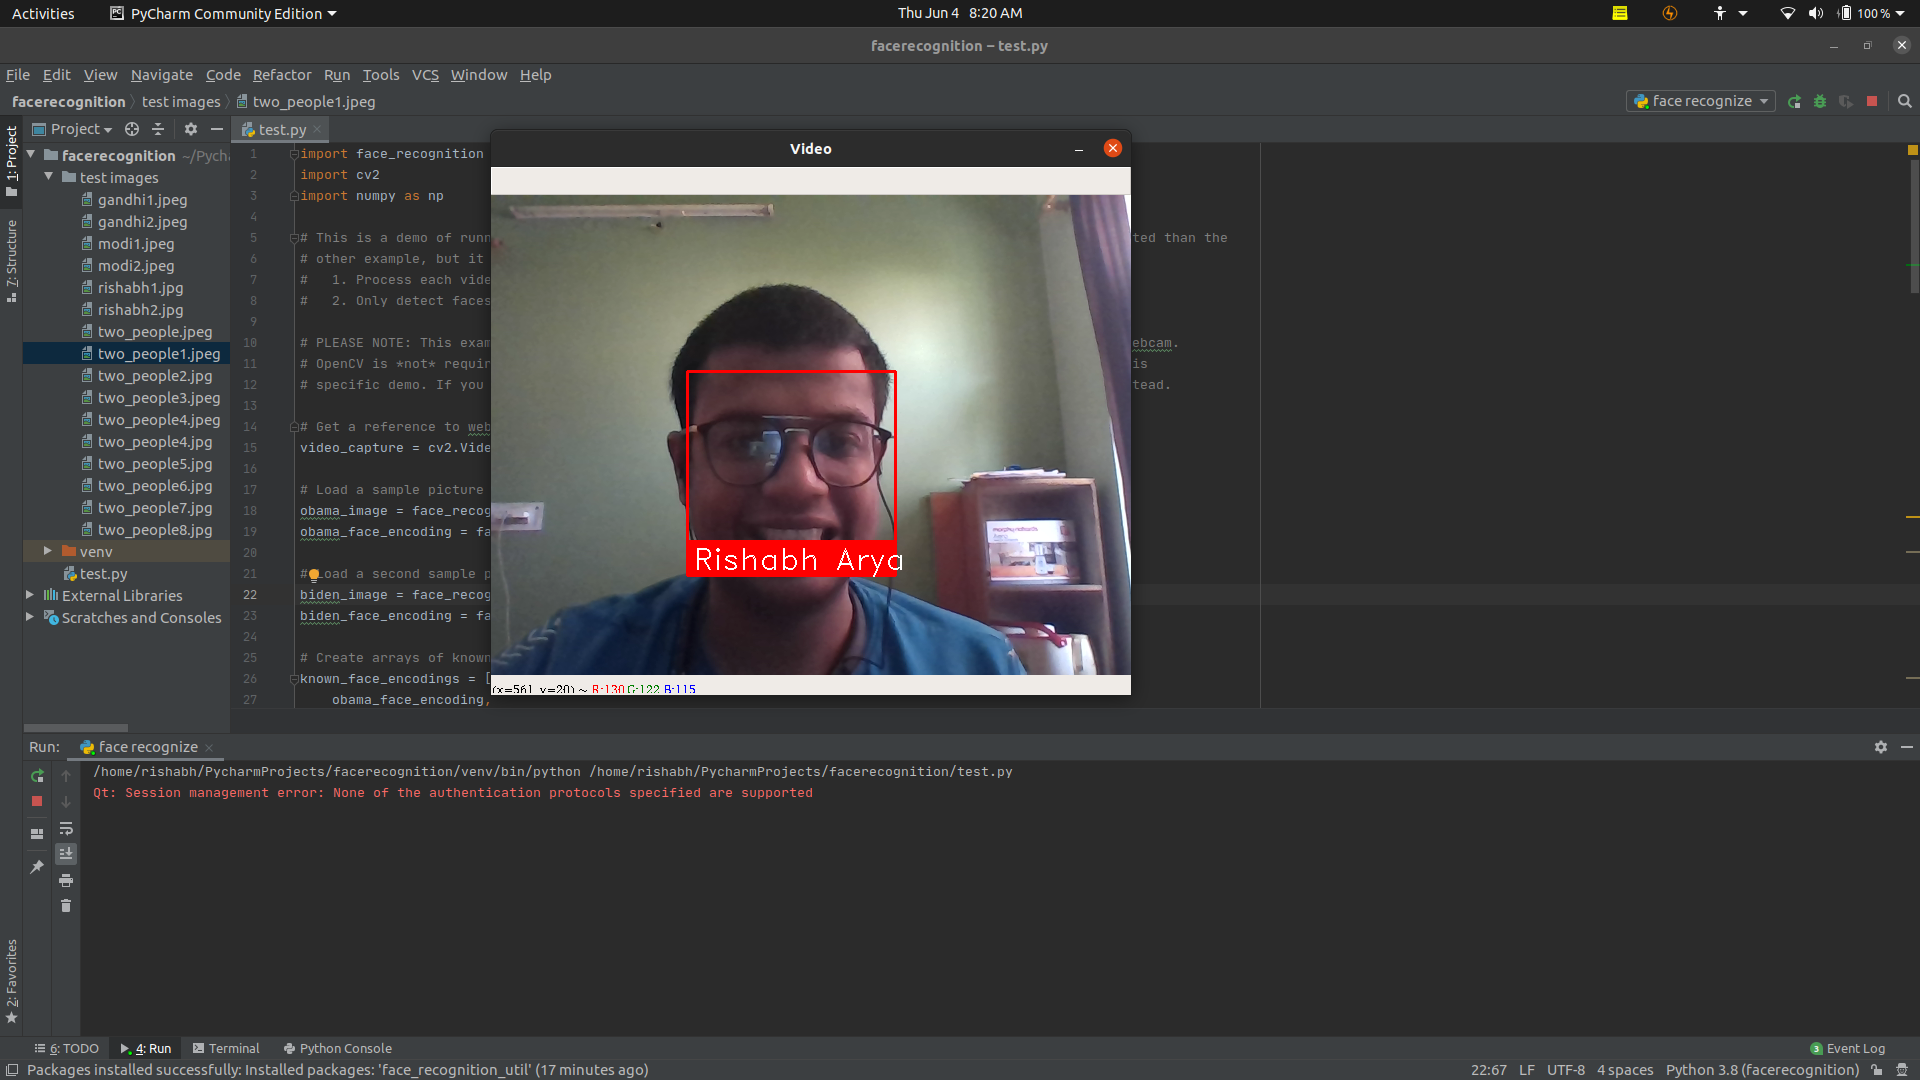 Activities PyCharm Community Edition Thu Jun 4 8:20 AM 100 %
facerecognition – test.py
File Edit View Navigate Code Refactor Run Tools VCS Window Help
facerecognition test images two_people1.jpeg face recognize
1: Project
7: Structure
2: Favorites
Project
facerecognition ~/Pycha
test images
gandhi1.jpeg
gandhi2.jpeg
modi1.jpeg
modi2.jpeg
rishabh1.jpg
rishabh2.jpg
two_people.jpeg
two_people1.jpeg
two_people2.jpg
two_people3.jpeg
two_people4.jpeg
two_people4.jpg
two_people5.jpg
two_people6.jpg
two_people7.jpg
two_people8.jpg
venv
test.py
External Libraries
Scratches and Consoles
test.py
1 import face_recognition
2 import cv2
3 import numpy as np
4
5 # This is a demo of runn ted than the
6 # other example, but it
7 # 1. Process each vide
8 # 2. Only detect faces
9
10 # PLEASE NOTE: This exam ebcam.
11 # OpenCV is *not* requir is
12 # specific demo. If you tead.
13
14 # Get a reference to web
15 video_capture = cv2.Vide
16
17 # Load a sample picture
18 obama_image = face_recog
19 obama_face_encoding = fa
20
21 # Load a second sample p
22 biden_image = face_recog
23 biden_face_encoding = fa
24
25 # Create arrays of known
26 known_face_encodings = [
27 obama_face_encoding,
Video
Rishabh Arya
(x=561, y=20) ~ R:130 G:122 B:115
Run: face recognize
/home/rishabh/PycharmProjects/facerecognition/venv/bin/python /home/rishabh/PycharmProjects/facerecognition/test.py
Qt: Session management error: None of the authentication protocols specified are supported
6: TODO 4: Run Terminal Python Console 3 Event Log
Packages installed successfully: Installed packages: 'face_recognition_util' (17 minutes ago) 22:67 LF UTF-8 4 spaces Python 3.8 (facerecognition)